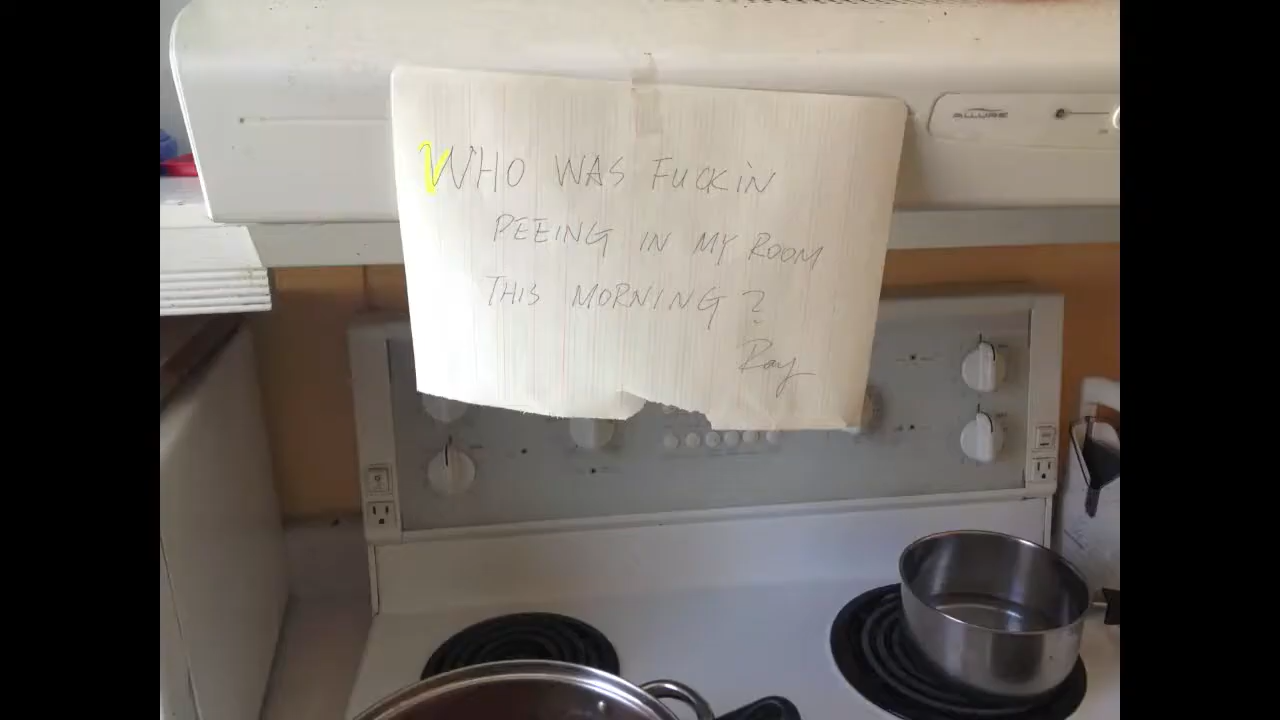 ALLURE
WHO WAS FUCKIN
PEEING IN MY ROOM
THIS MORNING?
Ray